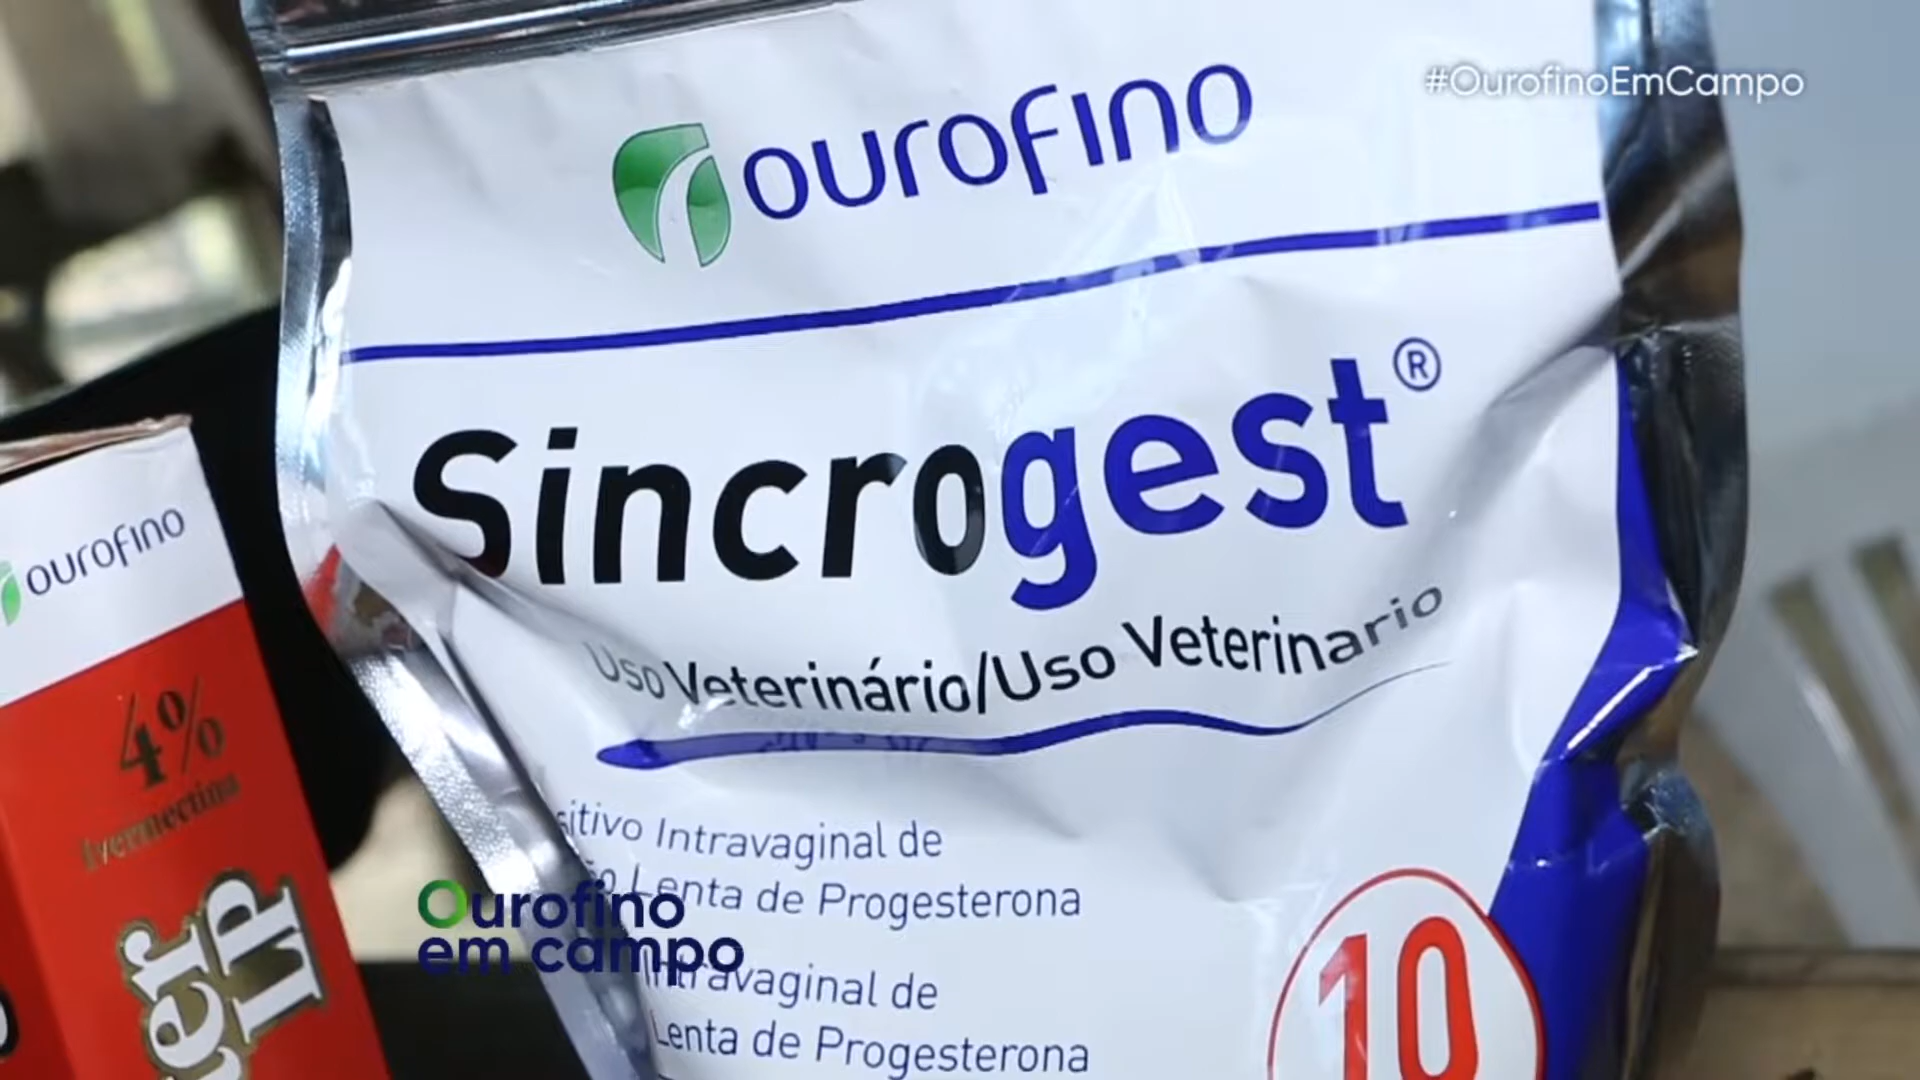 #OurofinoEmCampo
ourofino
Sincrogest®
Uso Veterinário/Uso Veterinario
sitivo Intravaginal de
Lenta de Progesterona
Intravaginal de
Lenta de Progesterona
10
ourofino
4%
Ivermectina
LP
Ourofino
em campo